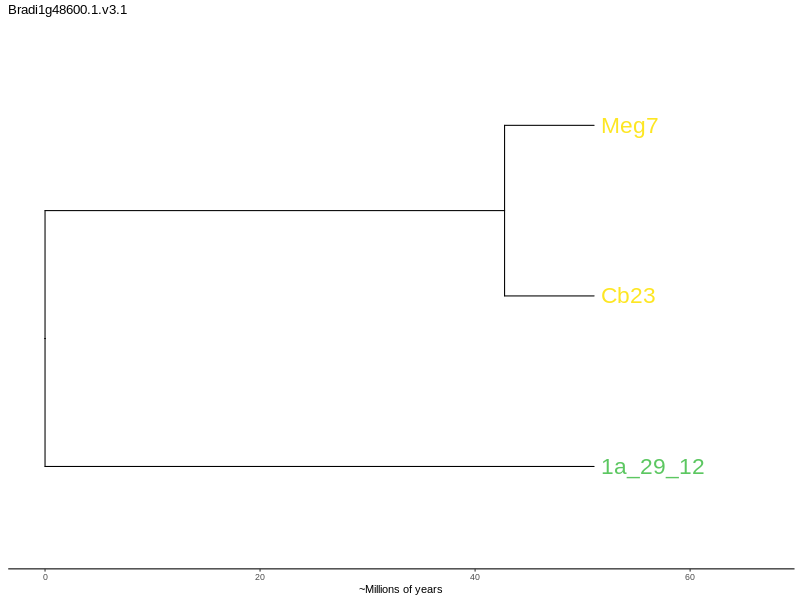 Bradi1g48600.1.v3.1
Meg7
Cb23
1a_29_12
0 20 40 60
~Millions of years